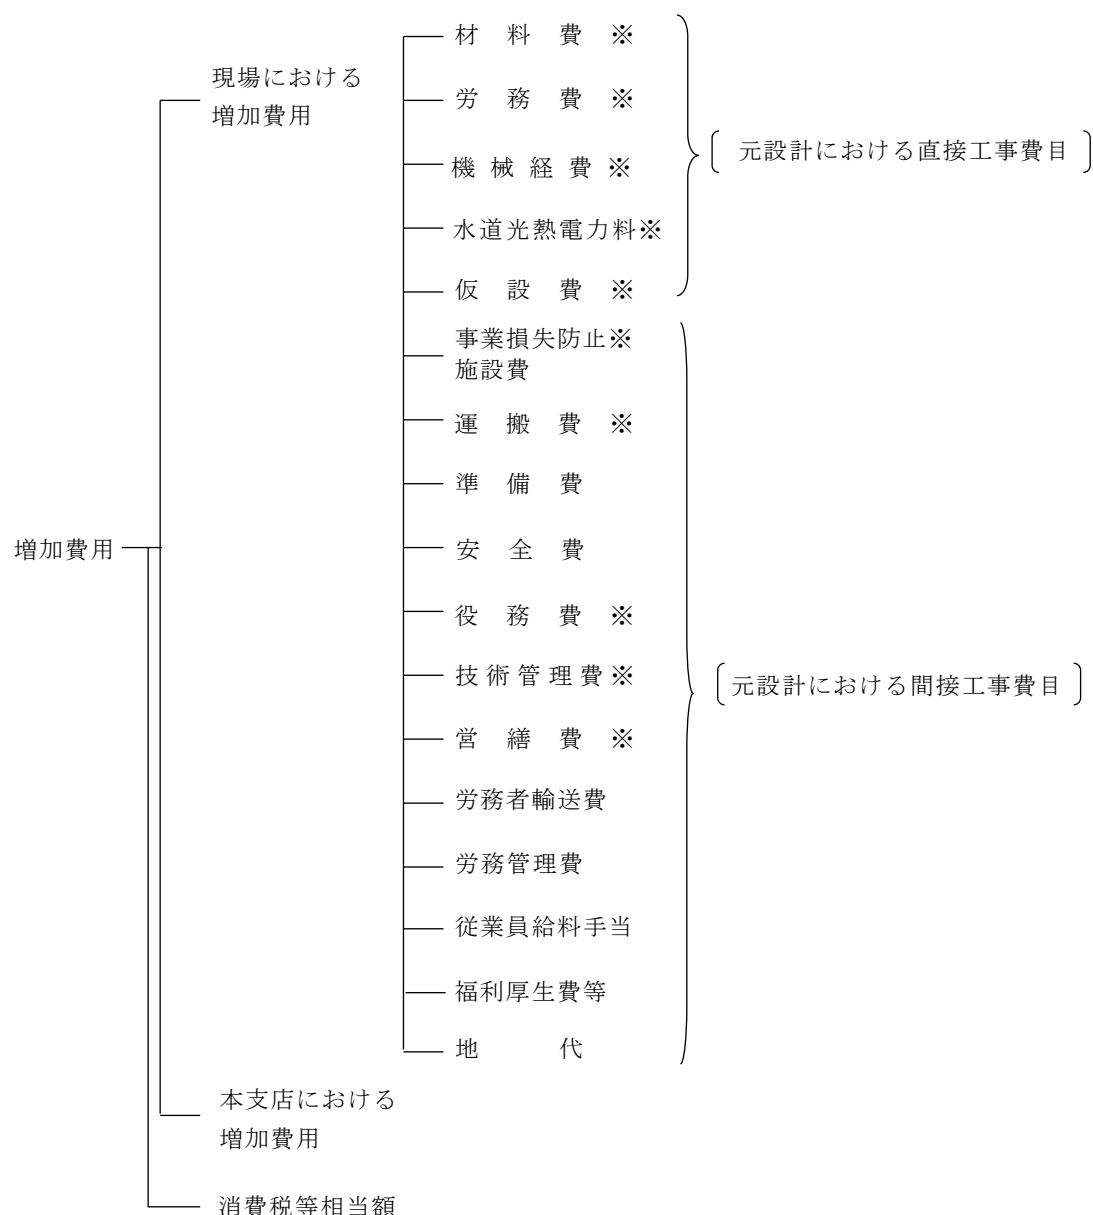 材料費※
現場における
増加費用
労務費※
元設計における直接工事費目
機械経費※
水道光熱電力料※
仮設費※
事業損失防止※
施設費
運搬費※
準備費
増加費用
安全費
役務費※
技術管理費※
元設計における間接工事費目
営繕費※
労務者輸送費
労務管理費
従業員給料手当
福利厚生費等
地代
本支店における
増加費用
消費税等相当額